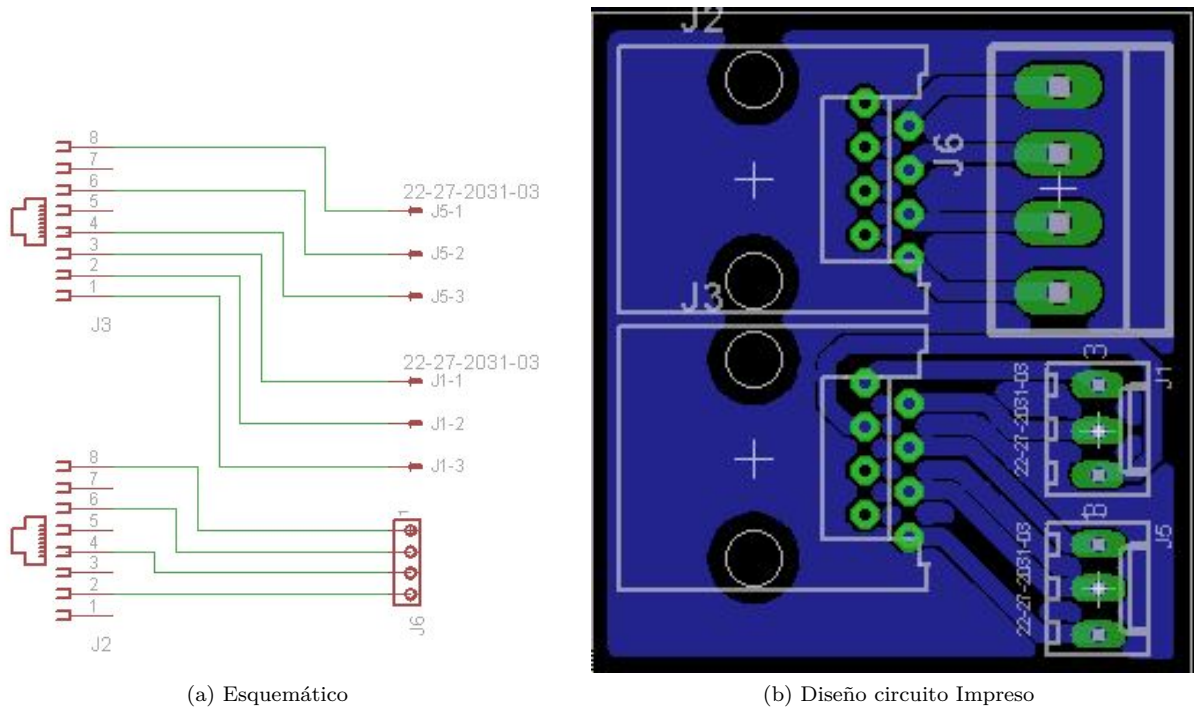 8
7
6
5
4
3
2
1
J3
22-27-2031-03
J5-1
J5-2
J5-3
22-27-2031-03
J1-1
J1-2
J1-3
8
7
6
5
4
3
2
1
J2
1
J6
(a) Esquemático
J2
J6
J3
3
J1
22-27-2031-03
J5
22-27-2031-03
(b) Diseño circuito Impreso